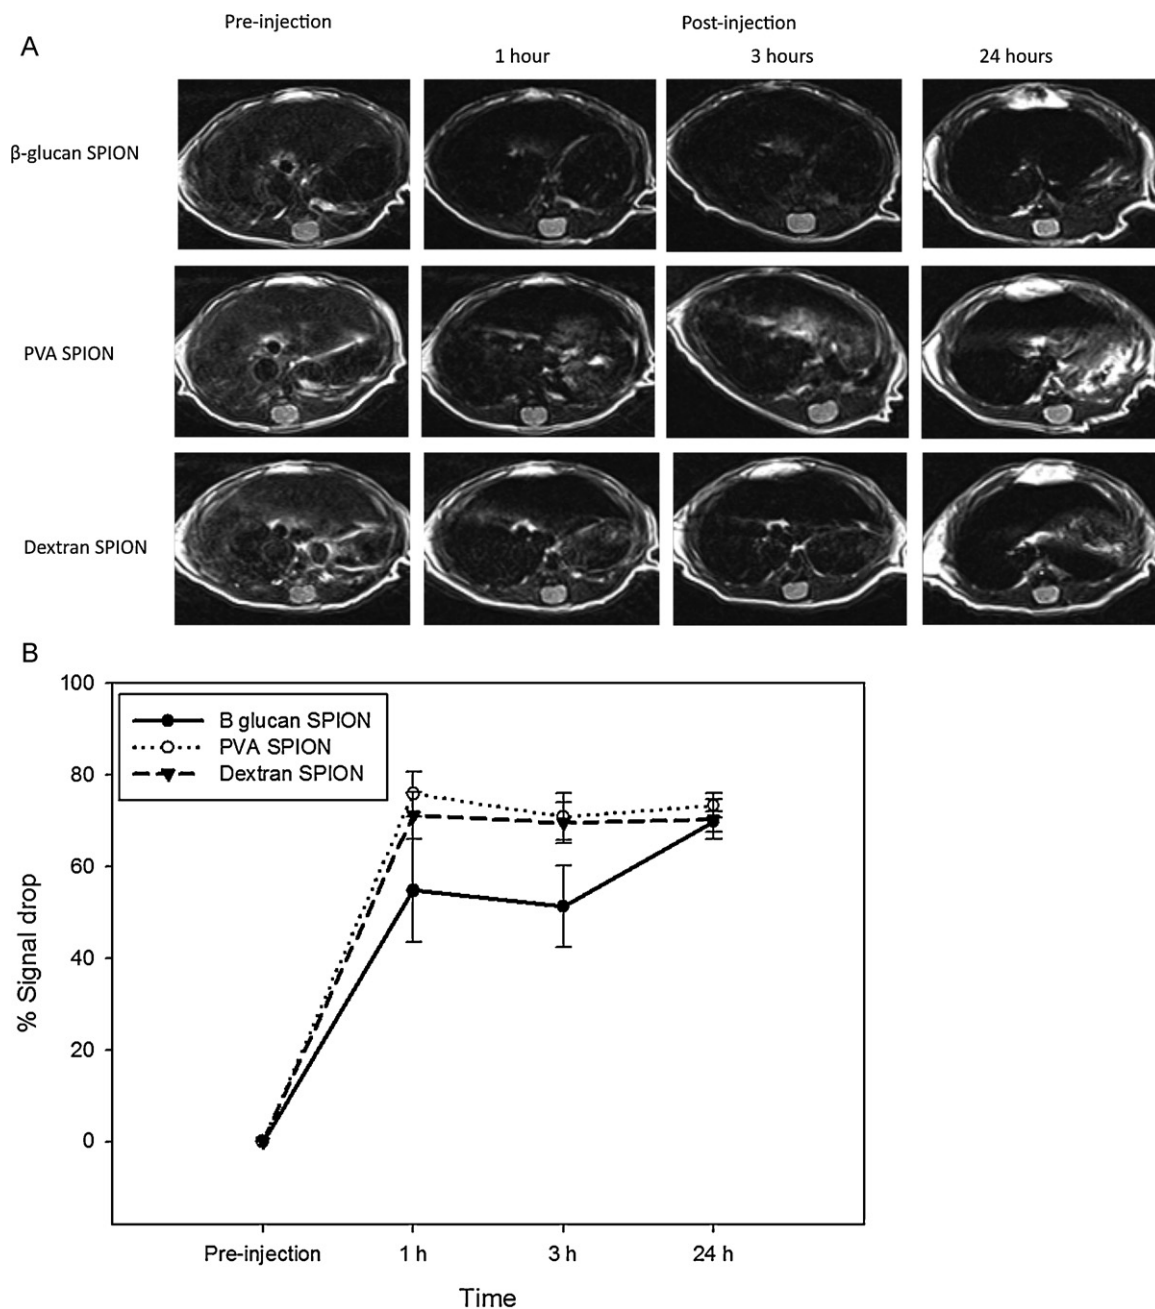 Pre-injection Post-injection
A
1 hour 3 hours 24 hours
β-glucan SPION
PVA SPION
Dextran SPION
B
100
80
60
40
20
0
% Signal drop
B glucan SPION
PVA SPION
Dextran SPION
Pre-injection 1 h 3 h 24 h
Time